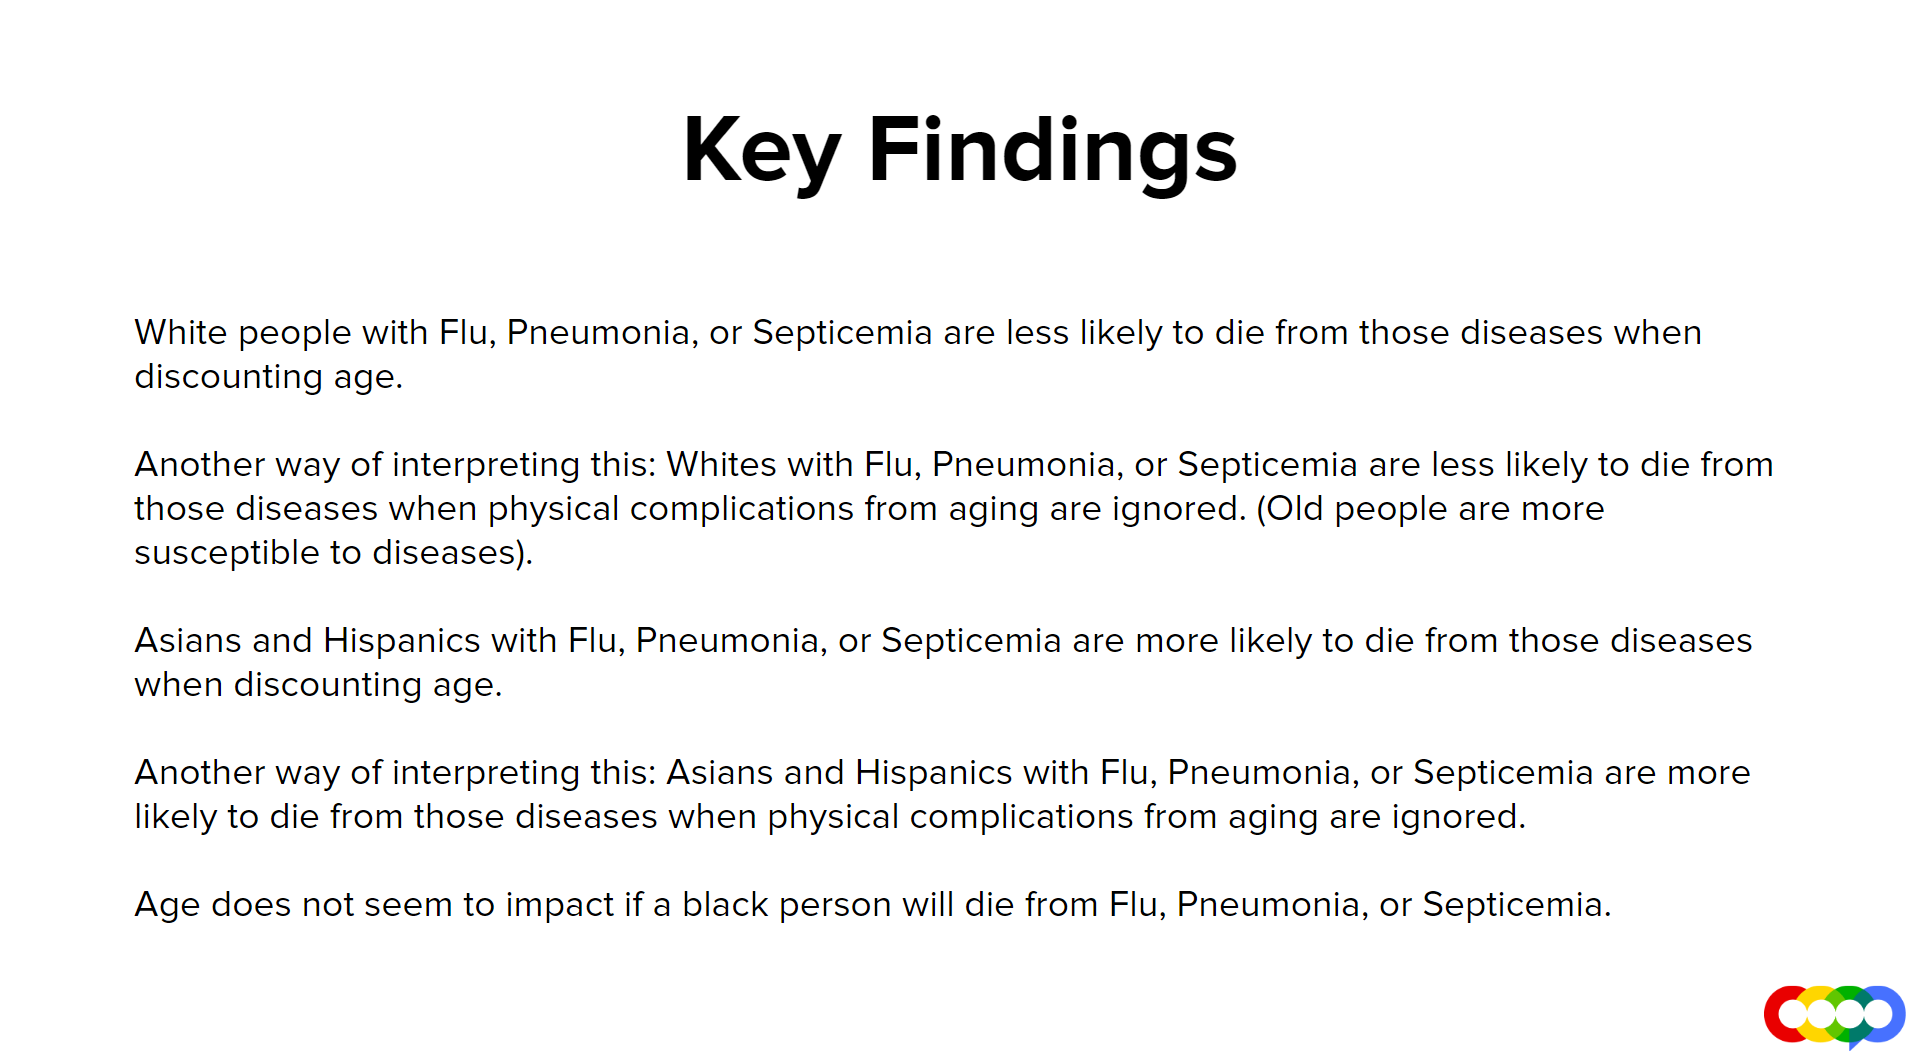 Key Findings
White people with Flu, Pneumonia, or Septicemia are less likely to die from those diseases when
discounting age.
Another way of interpreting this: Whites with Flu, Pneumonia, or Septicemia are less likely to die from
those diseases when physical complications from aging are ignored. (Old people are more
susceptible to diseases).
Asians and Hispanics with Flu, Pneumonia, or Septicemia are more likely to die from those diseases
when discounting age.
Another way of interpreting this: Asians and Hispanics with Flu, Pneumonia, or Septicemia are more
likely to die from those diseases when physical complications from aging are ignored.
Age does not seem to impact if a black person will die from Flu, Pneumonia, or Septicemia.